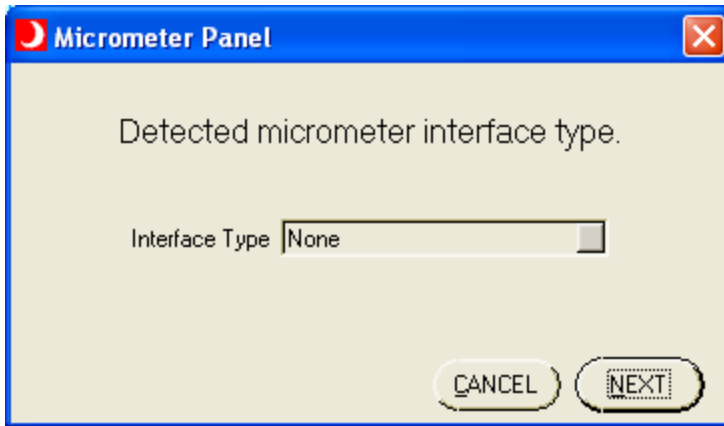 Micrometer Panel
Detected micrometer interface type.
Interface Type None
CANCEL NEXT